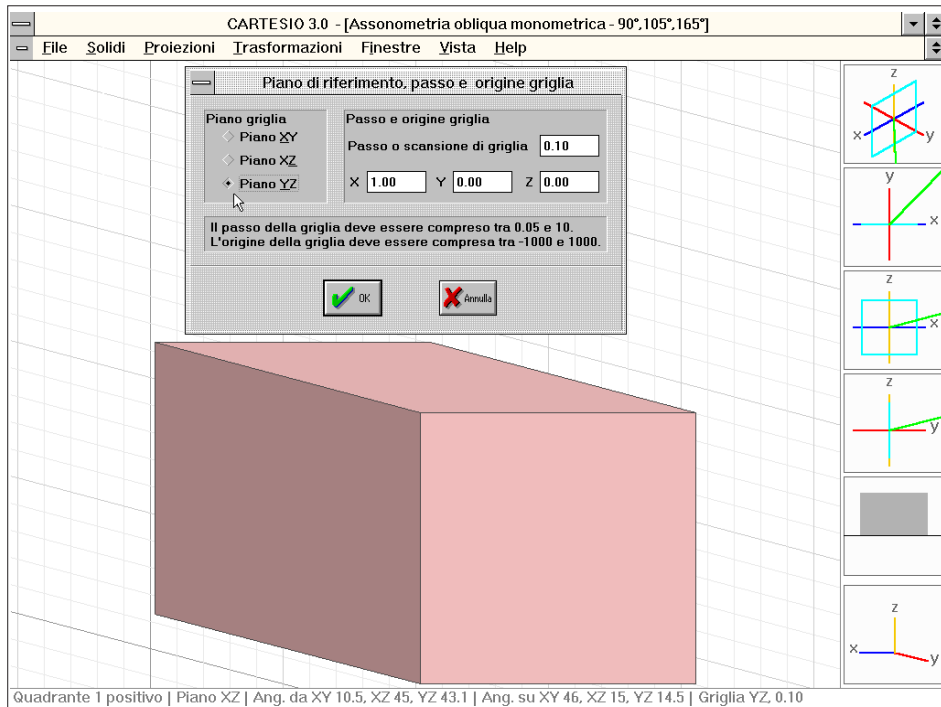 CARTESIO 3.0 - [Assonometria obliqua monometrica - 90°,105°,165°]
File Solidi Proiezioni Trasformazioni Finestre Vista Help
Piano di riferimento, passo e origine griglia
Piano griglia
Piano XY
Piano XZ
Piano YZ
Passo e origine griglia
Passo o scansione di griglia 0.10
X 1.00 Y 0.00 Z 0.00
Il passo della griglia deve essere compreso tra 0.05 e 10.
L'origine della griglia deve essere compresa tra -1000 e 1000.
OK Annulla
z
x y
y
x
z
x
z
y
z
x
y
Quadrante 1 positivo | Piano XZ | Ang. da XY 10.5, XZ 45, YZ 43.1 | Ang. su XY 46, XZ 15, YZ 14.5 | Griglia YZ, 0.10